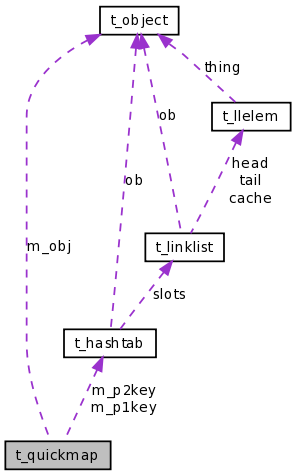 t_object
thing
t_llelem
ob
head
tail
cache
ob
m_obj
t_linklist
slots
t_hashtab
m_p2key
m_p1key
t_quickmap